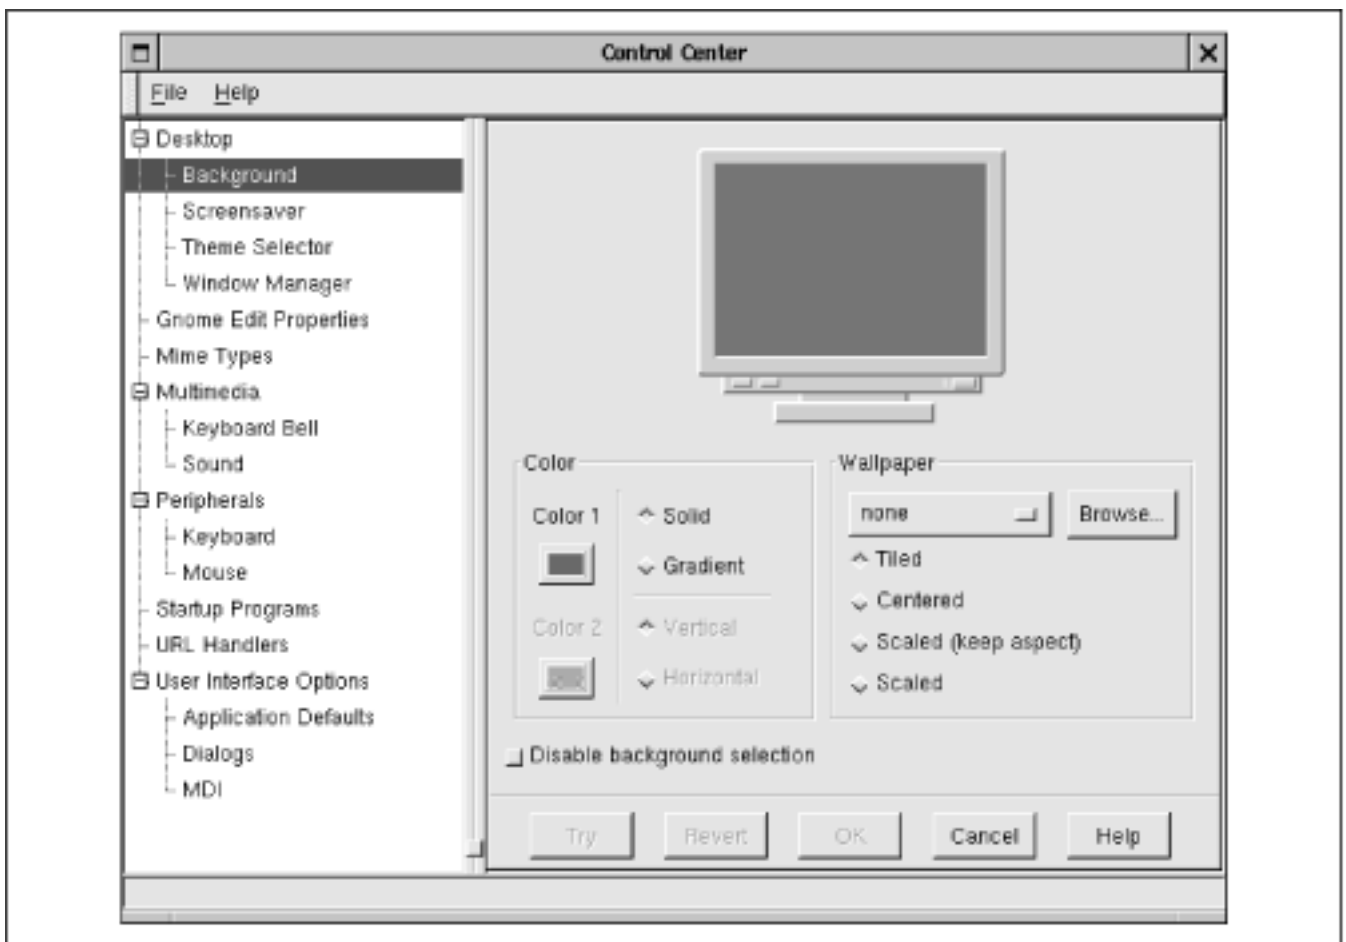 Control Center
File Help
Desktop
Background
Screensaver
Theme Selector
Window Manager
Gnome Edit Properties
Mime Types
Multimedia
Keyboard Bell
Sound
Peripherals
Keyboard
Mouse
Startup Programs
URL Handlers
User Interface Options
Application Defaults
Dialogs
MDI
Color
Color 1
Solid
Gradient
Color 2
Vertical
Horizontal
Wallpaper
none
Browse...
Tiled
Centered
Scaled (keep aspect)
Scaled
Disable background selection
Try Revert OK Cancel Help